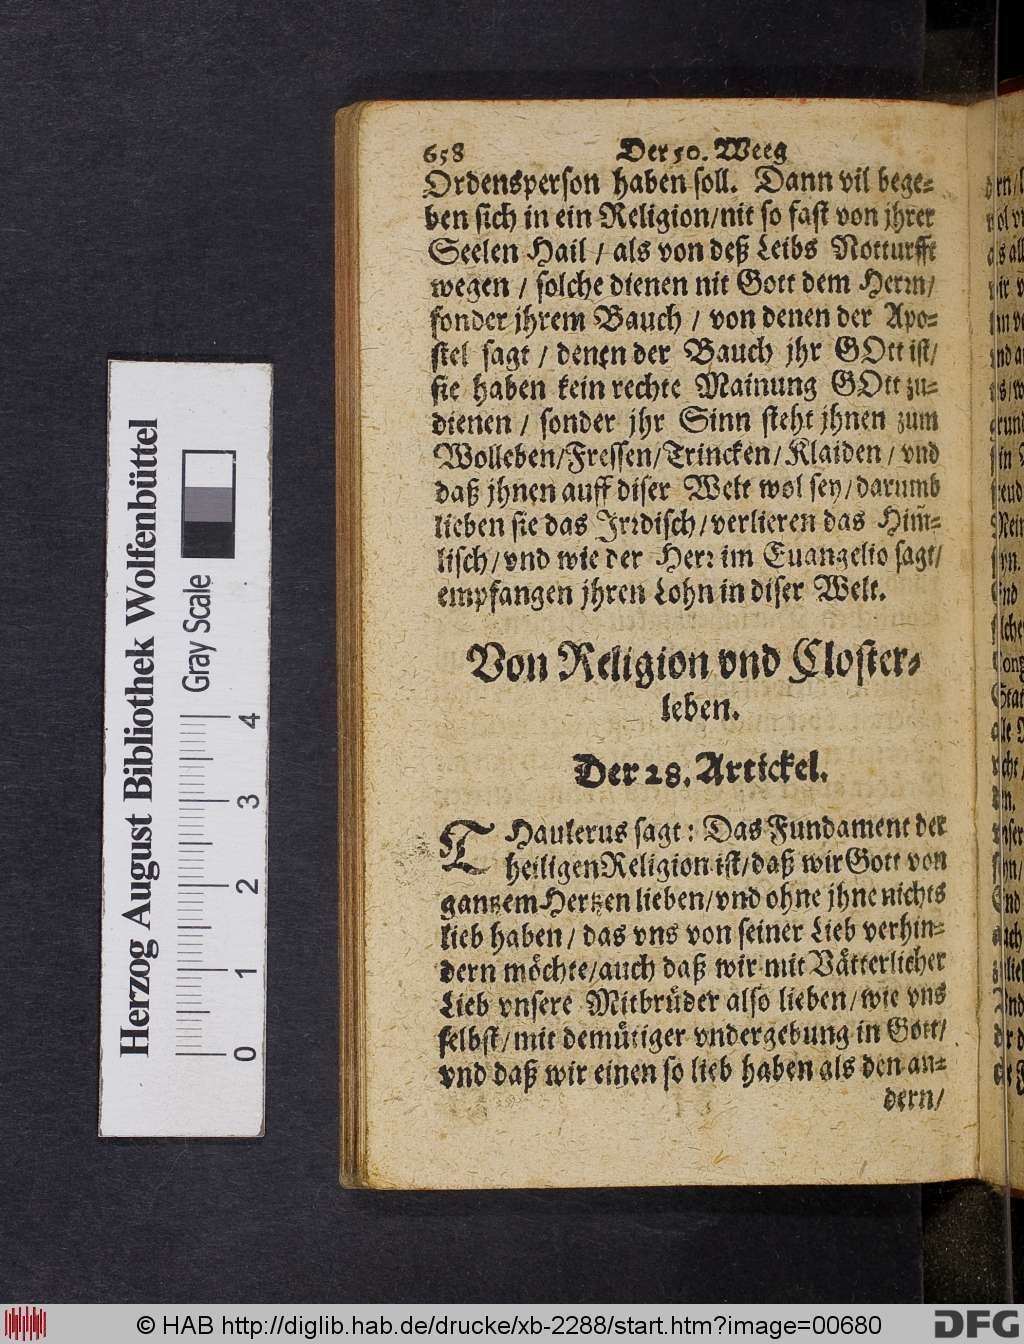 658 Der 50. Weeg
Ordensperson haben soll. Dann vil bege-
ben sich in ein Religion/nit so fast von jhrer
Seelen Hail / als von deß Leibs Notturfft
wegen / solche dienen nit Gott dem Herrn/
sonder jhrem Bauch / von denen der Apo-
stel sagt / denen der Bauch jhr GOtt ist/
sie haben kein rechte Mainung GOtt zu-
dienen / sonder jhr Sinn steht jhnen zum
Wolleben/Fressen/Trincken/Klaiden / vnd
daß jhnen auff diser Welt wol sey/darumb
lieben sie das Jrrdisch/verlieren das Him̃-
lisch/vnd wie der Herr im Euangelio sagt/
empfangen jhren Lohn in diser Welt.
Von Religion vnd Closter-
leben.
Der 28. Artickel.
THaulerus sagt: Das Fundament der
heiligen Religion ist/daß wir Gott von
gantzem Hertzen lieben/vnd ohne jhne nichts
lieb haben / das vns von seiner Lieb verhin-
dern möchte/auch daß wir mit Vätterlicher
Lieb vnsere Mitbrüder also lieben/wie vns
selbst/mit demütiger vndergebung in Gott/
vnd daß wir einen so lieb haben als den an-
dern/
Herzog August Bibliothek Wolfenbüttel
Gray Scale
0 1 2 3 4
© HAB http://diglib.hab.de/drucke/xb-2288/start.htm?image=00680
DFG